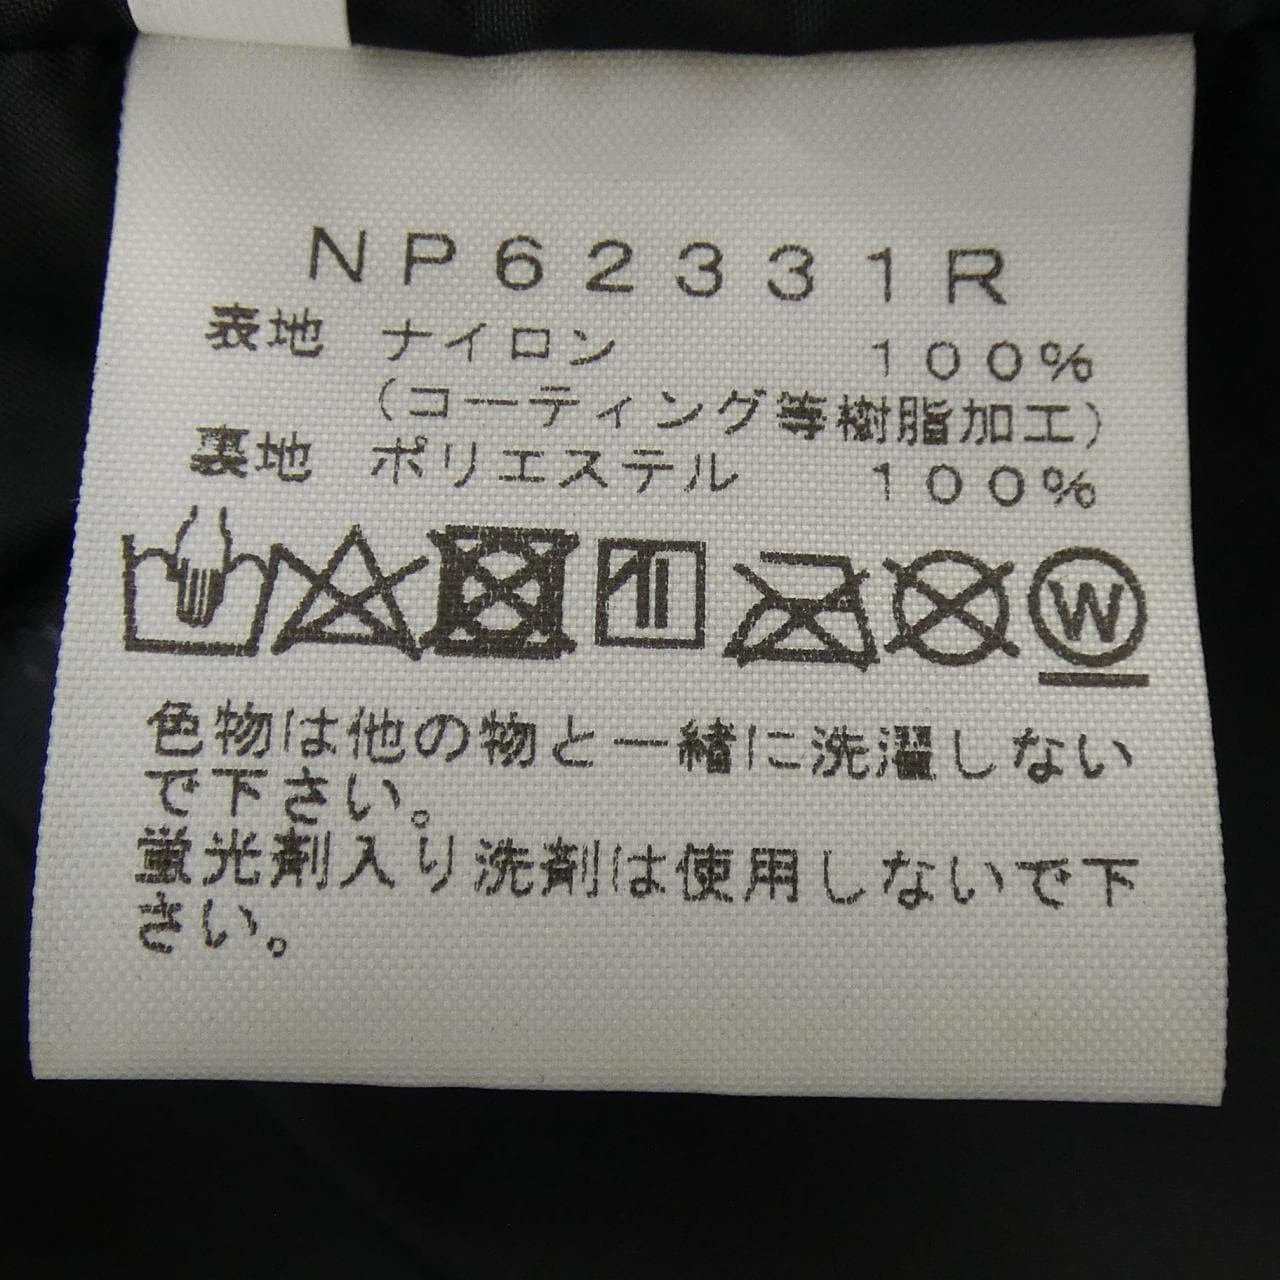 NP62331R
表地 ナイロン 100%
(コーティング等樹脂加工)
裏地 ポリエステル 100%
W
色物は他の物と一緒に洗濯しない
で下さい。
蛍光剤入り洗剤は使用しないで下
さい。